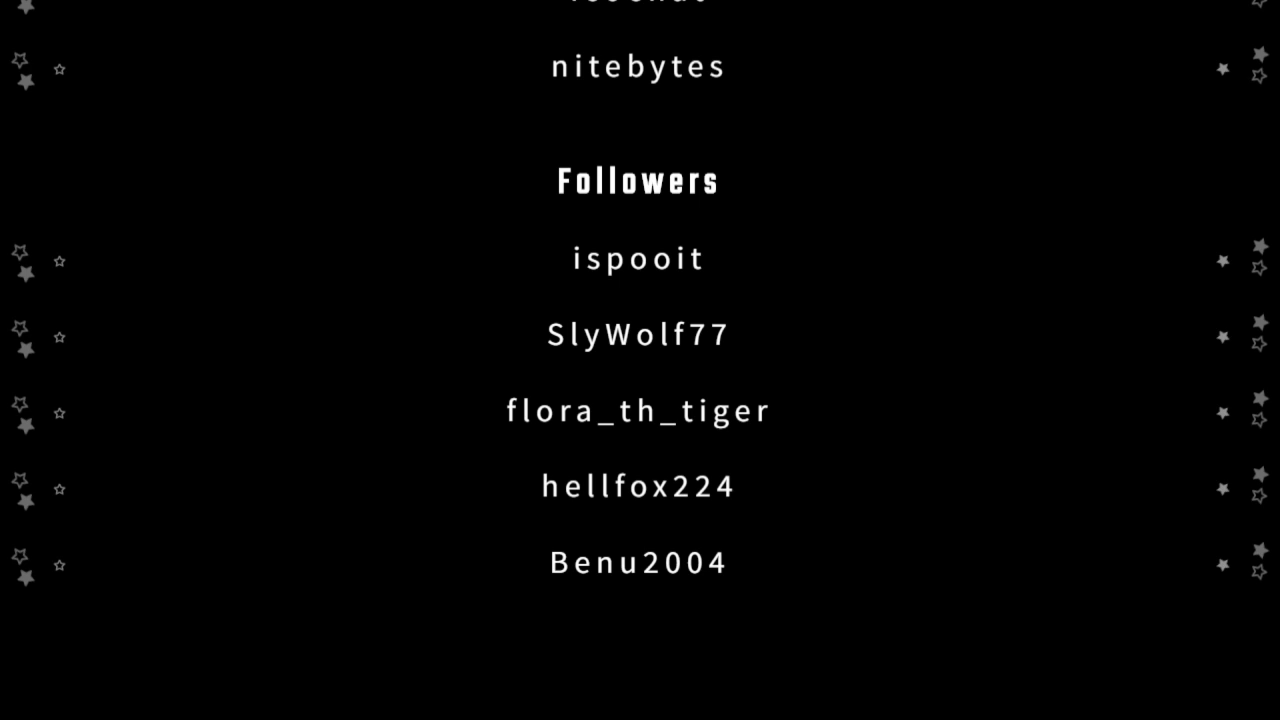 nitebytes
Followers
ispooit
SlyWolf77
flora_th_tiger
hellfox224
Benu2004